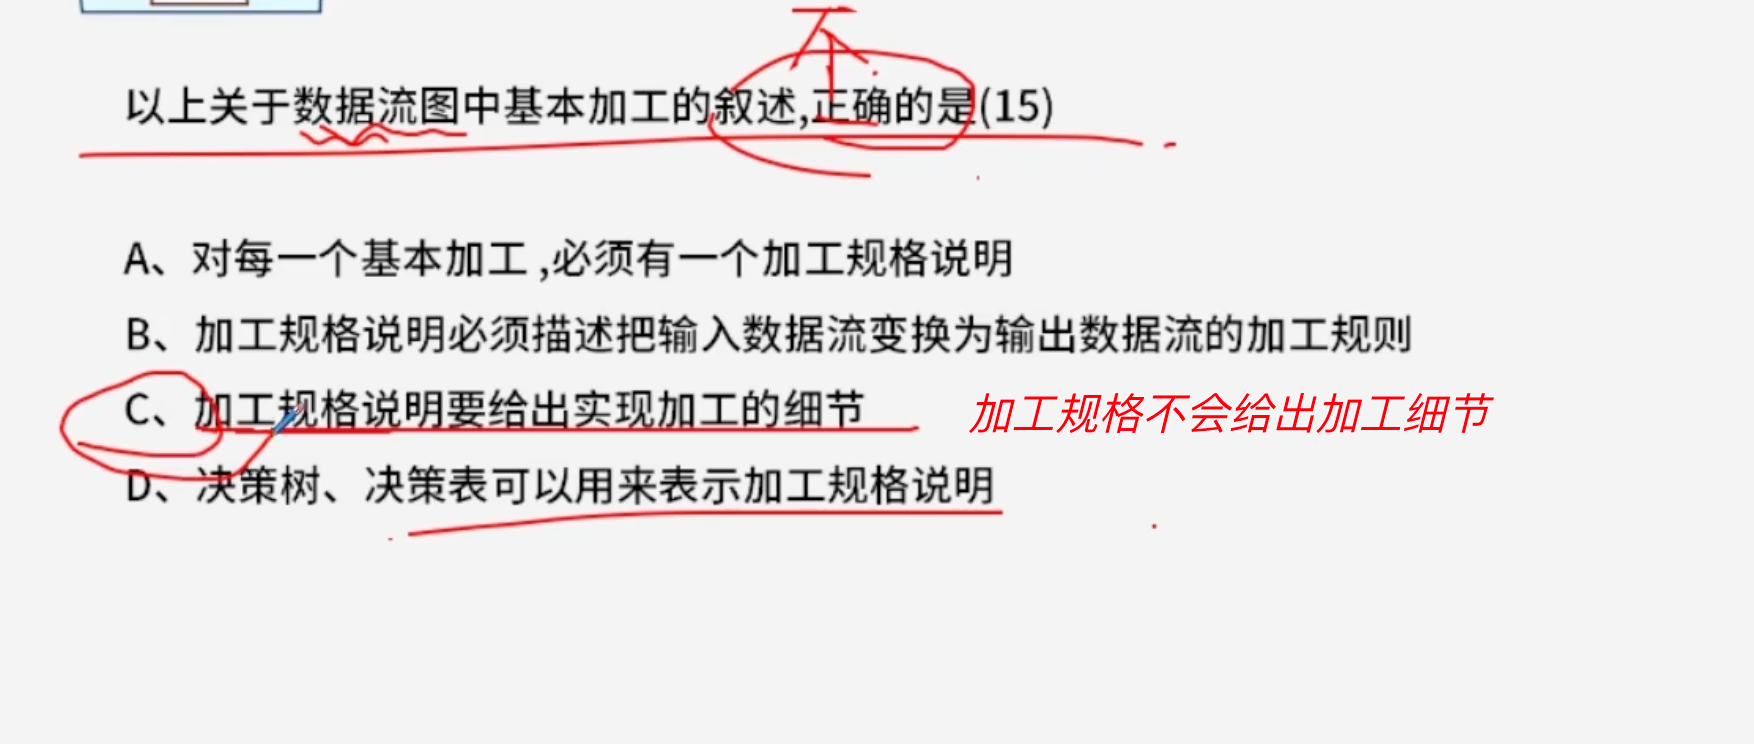 不
以上关于数据流图中基本加工的叙述,正确的是(15)
A、对每一个基本加工,必须有一个加工规格说明
B、加工规格说明必须描述把输入数据流变换为输出数据流的加工规则
C、加工规格说明要给出实现加工的细节 加工规格不会给出加工细节
D、决策树、决策表可以用来表示加工规格说明